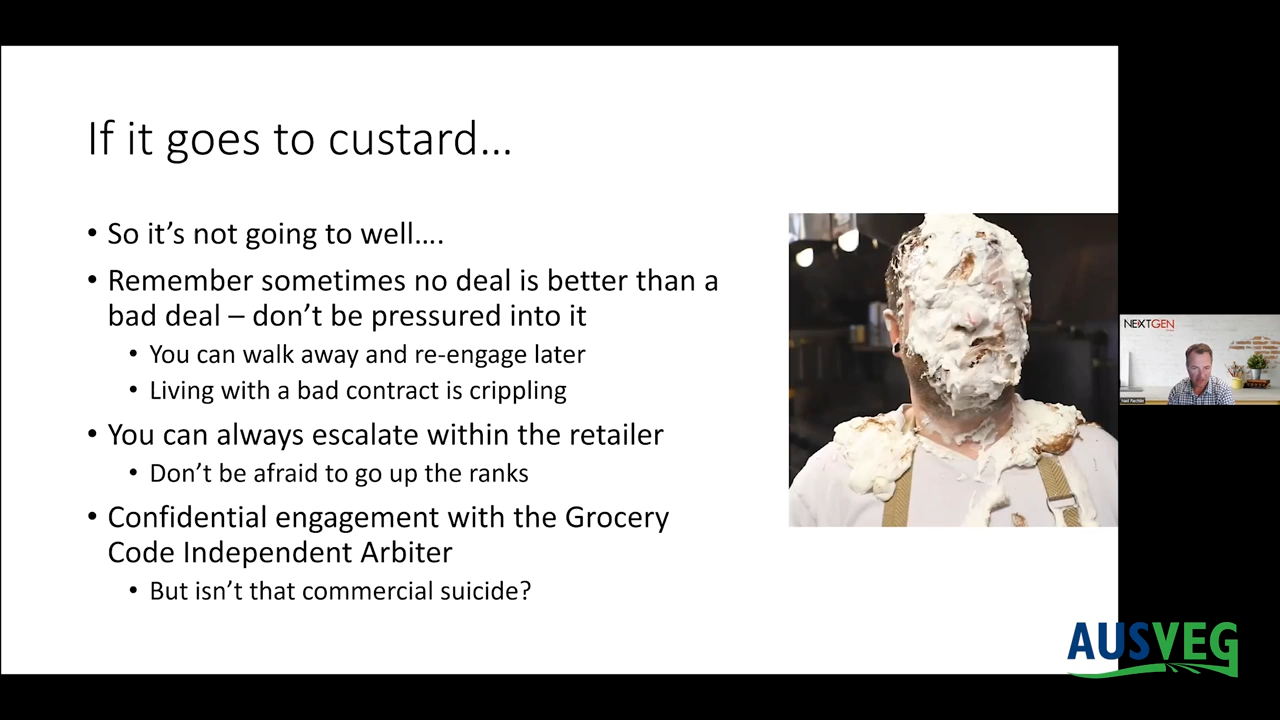 If it goes to custard...
• So it's not going to well....
• Remember sometimes no deal is better than a
bad deal – don't be pressured into it
• You can walk away and re-engage later
• Living with a bad contract is crippling
• You can always escalate within the retailer
• Don't be afraid to go up the ranks
• Confidential engagement with the Grocery
Code Independent Arbiter
• But isn't that commercial suicide?
NEXTGEN
AUSVEG